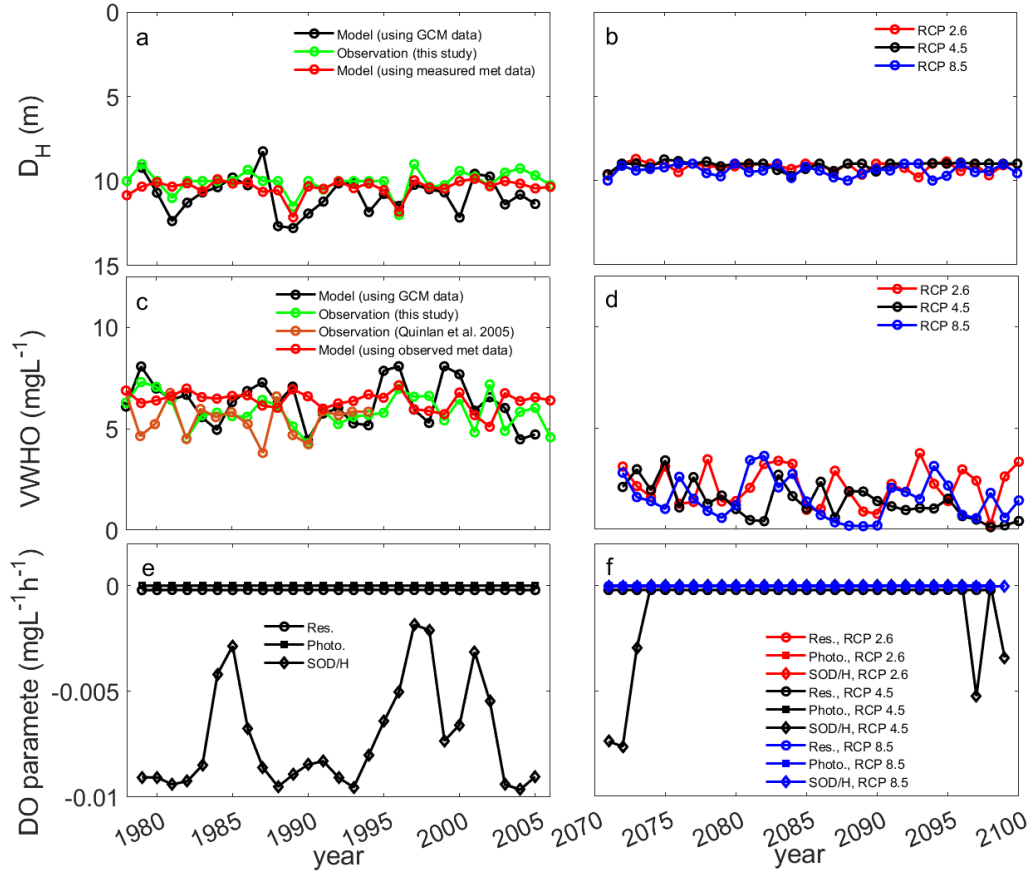 a
Model (using GCM data)
Observation (this study)
Model (using measured met data)
0
5
10
15
D_H (m)
b
RCP 2.6
RCP 4.5
RCP 8.5
c
Model (using GCM data)
Observation (this study)
Observation (Quinlan et al. 2005)
Model (using observed met data)
10
5
0
VWHO (mgL⁻¹)
d
RCP 2.6
RCP 4.5
RCP 8.5
e
Res.
Photo.
SOD/H
0
-0.005
-0.01
DO paramete (mgL⁻¹h⁻¹)
1980
1985
1990
1995
2000
2005
year
f
Res., RCP 2.6
Photo., RCP 2.6
SOD/H, RCP 2.6
Res., RCP 4.5
Photo., RCP 4.5
SOD/H, RCP 4.5
Res., RCP 8.5
Photo., RCP 8.5
SOD/H, RCP 8.5
2070
2075
2080
2085
2090
2095
2100
year